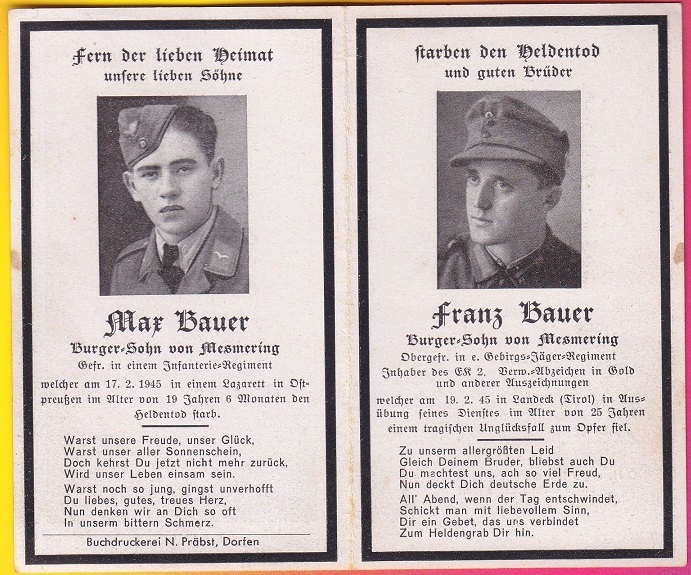 Fern der lieben Heimat
unsere lieben Söhne
Max Bauer
Burger-Sohn von Mesmering
Gefr. in einem Infanterie-Regiment
welcher am 17. 2. 1945 in einem Lazarett in Ost-
preußen im Alter von 19 Jahren 6 Monaten den
Heldentod starb.
Warst unsere Freude, unser Glück,
Warst unser aller Sonnenschein,
Doch kehrst Du jetzt nicht mehr zurück,
Wird unser Leben einsam sein.
Warst noch so jung, gingst unverhofft
Du liebes, gutes, treues Herz,
Nun denken wir an Dich so oft
In unserm bittern Schmerz.
Buchdruckerei N. Präbst, Dorfen
starben den Heldentod
und guten Brüder
Franz Bauer
Burger-Sohn von Mesmering
Obergefr. in e. Gebirgs-Jäger-Regiment
Inhaber des EK 2. Verw.-Abzeichen in Gold
und anderer Auszeichnungen
welcher am 19. 2. 45 in Landeck (Tirol) in Aus-
übung seines Dienstes im Alter von 25 Jahren
einem tragischen Unglücksfall zum Opfer fiel.
Zu unserm allergrößten Leid
Gleich Deinem Bruder, bliebst auch Du
Du machtest uns, ach so viel Freud,
Nun deckt Dich deutsche Erde zu.
All' Abend, wenn der Tag entschwindet,
Schickt man mit liebevollem Sinn,
Dir ein Gebet, das uns verbindet
Zum Heldengrab Dir hin.